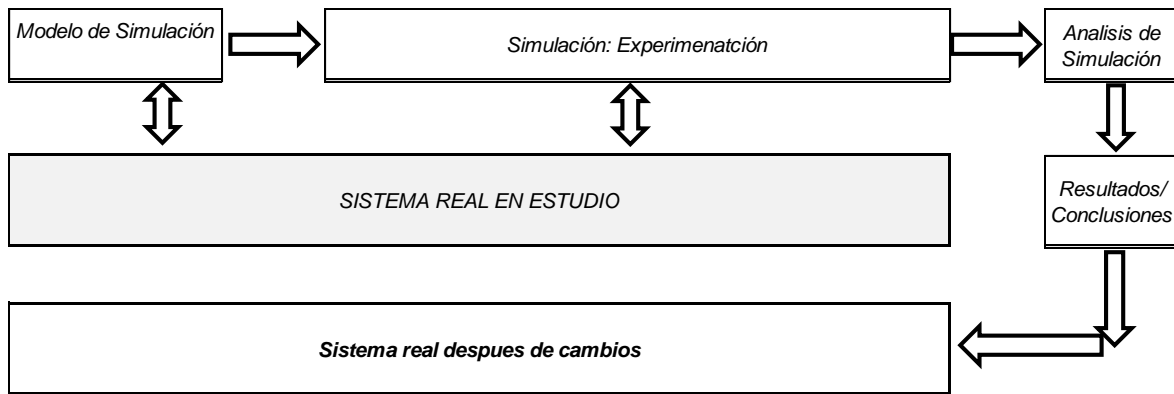 Modelo de Simulación
Simulación: Experimenatción
Analisis de
Simulación
SISTEMA REAL EN ESTUDIO
Resultados/
Conclusiones
Sistema real despues de cambios